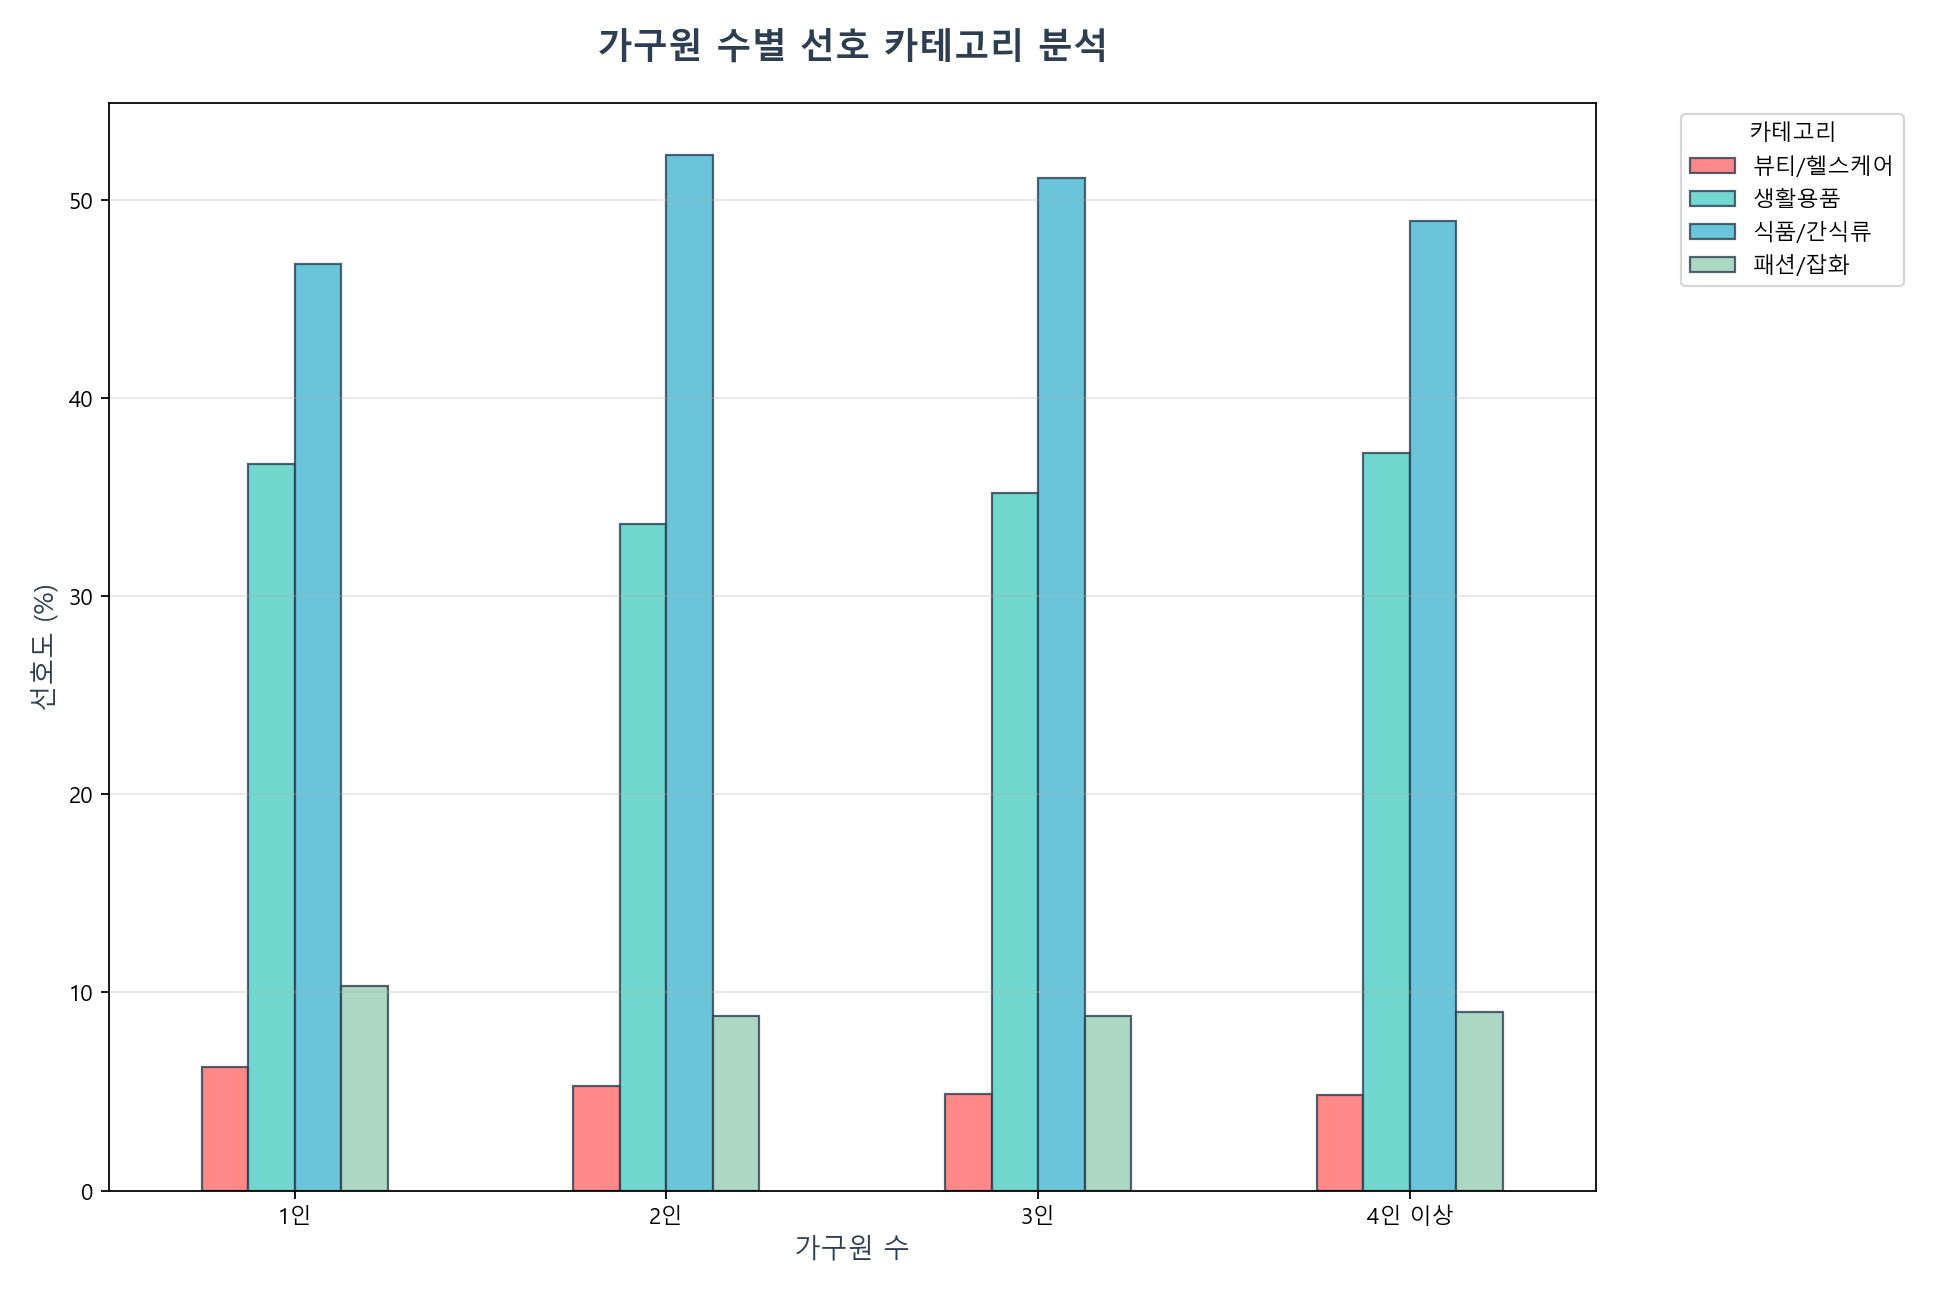 가구원 수별 선호 카테고리 분석
카테고리
뷰티/헬스케어
생활용품
식품/간식류
패션/잡화
선호도 (%)
50
40
30
20
10
0
1인
2인
3인
4인 이상
가구원 수